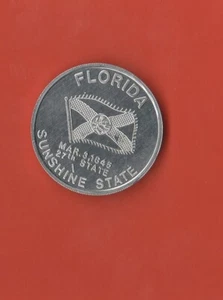 FLORIDA
MAR. 3, 1845
27TH STATE
SUNSHINE STATE